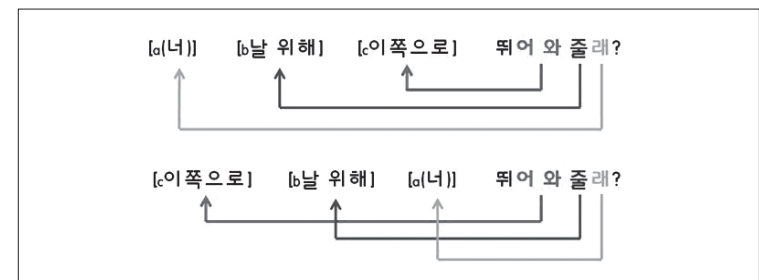 [a(너)] [b날 위해] [c이쪽으로] 뛰어 와 줄래?
[c이쪽으로] [b날 위해] [a(너)] 뛰어 와 줄래?